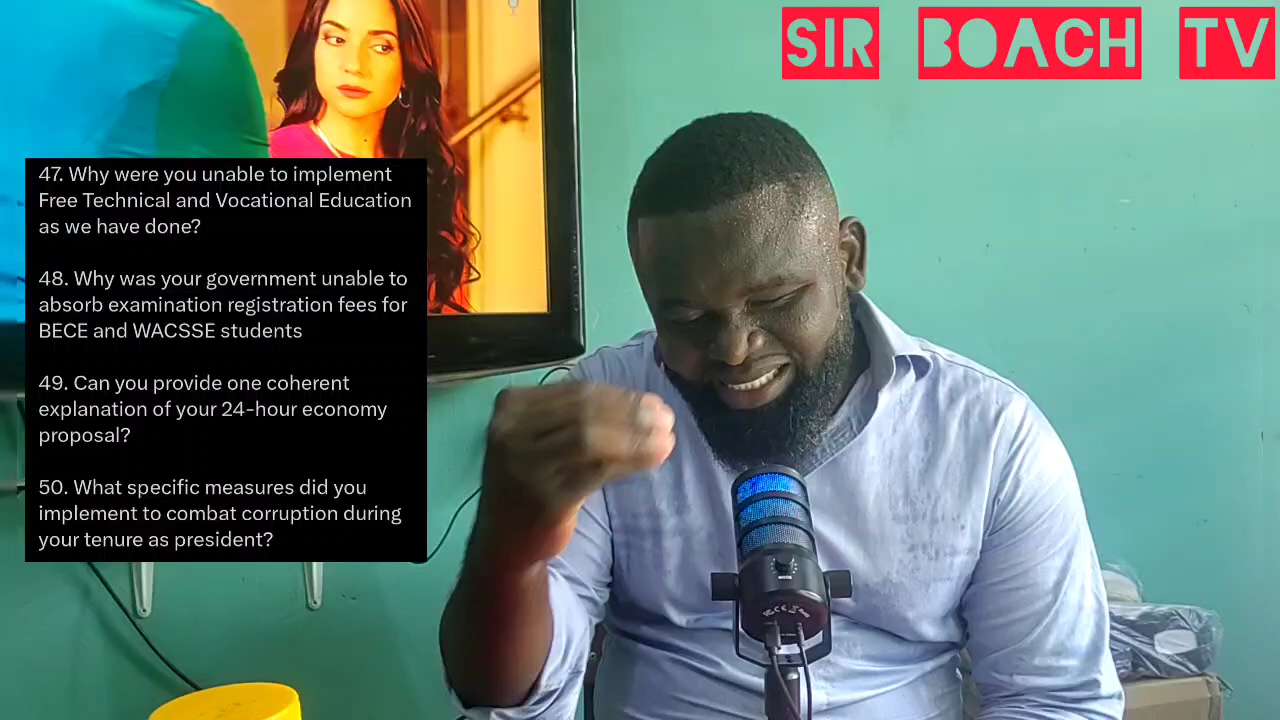 SIR BOACH TV
47. Why were you unable to implement
Free Technical and Vocational Education
as we have done?
48. Why was your government unable to
absorb examination registration fees for
BECE and WACSSE students
49. Can you provide one coherent
explanation of your 24-hour economy
proposal?
50. What specific measures did you
implement to combat corruption during
your tenure as president?